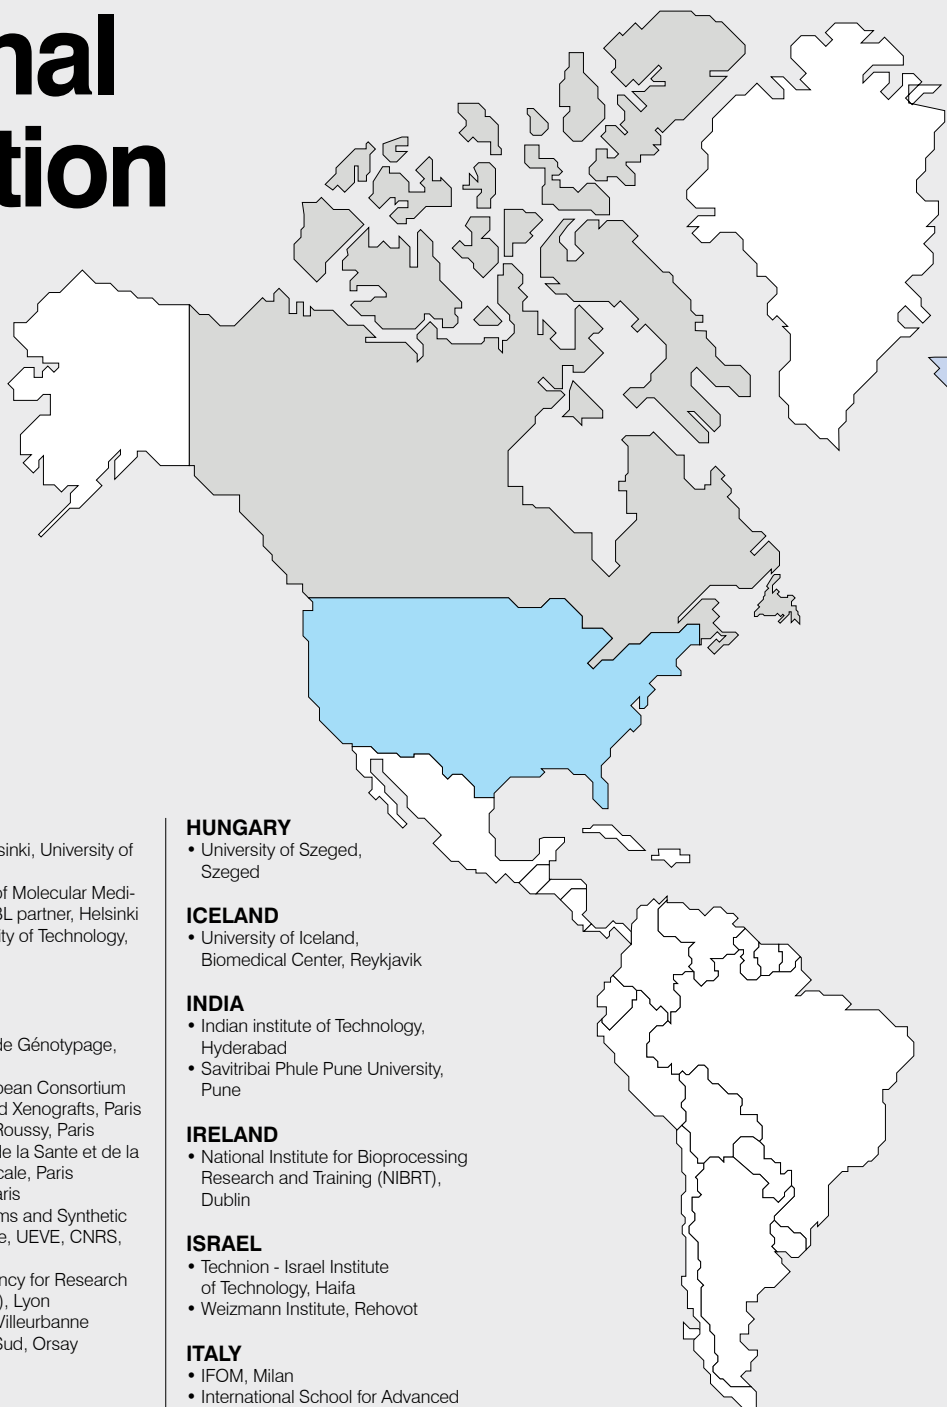 nal
tion
sinki, University of
of Molecular Medi-
BL partner, Helsinki
ity of Technology,
de Génotypage,
pean Consortium
d Xenografts, Paris
Roussy, Paris
de la Sante et de la
cale, Paris
aris
ms and Synthetic
e, UEVE, CNRS,
ncy for Research
), Lyon
Villeurbanne
Sud, Orsay
HUNGARY
• University of Szeged,
Szeged
ICELAND
• University of Iceland,
Biomedical Center, Reykjavik
INDIA
• Indian institute of Technology,
Hyderabad
• Savitribai Phule Pune University,
Pune
IRELAND
• National Institute for Bioprocessing
Research and Training (NIBRT),
Dublin
ISRAEL
• Technion - Israel Institute
of Technology, Haifa
• Weizmann Institute, Rehovot
ITALY
• IFOM, Milan
• International School for Advanced